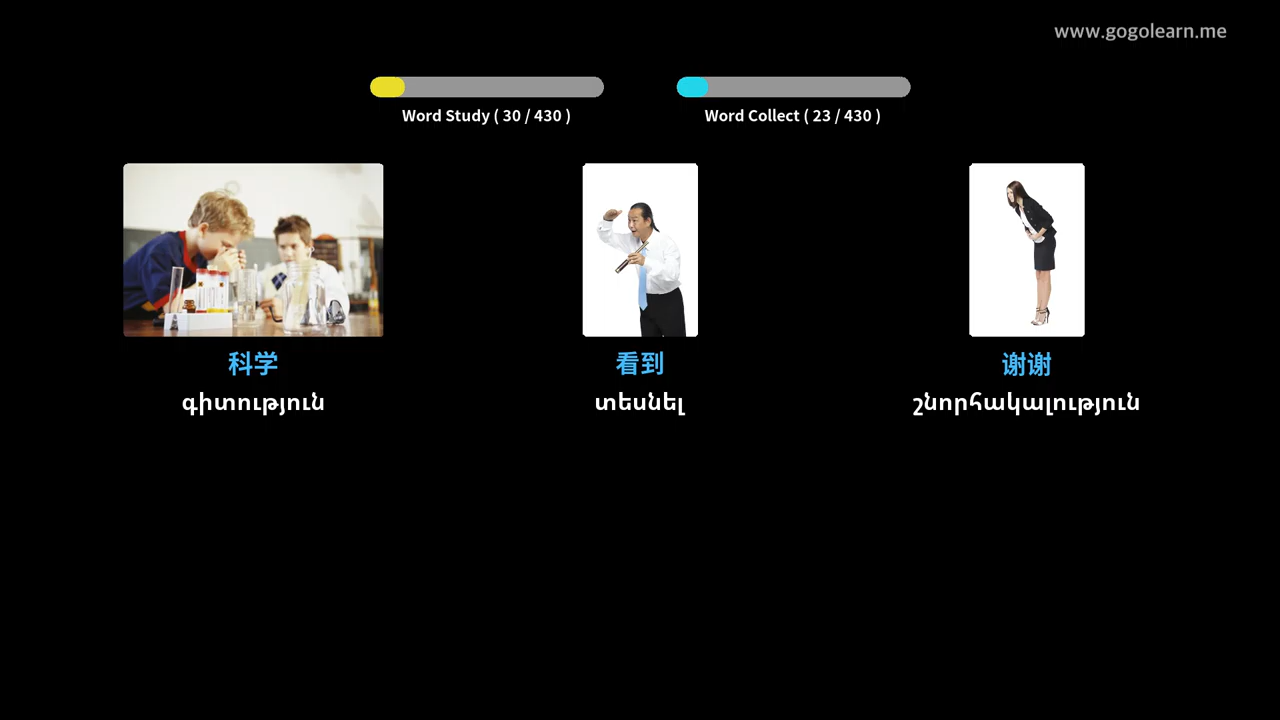 www.gogolearn.me
Word Study ( 30 / 430 )
Word Collect ( 23 / 430 )
科学
看到
谢谢
գիտություն
տեսնել
շնորհակալություն